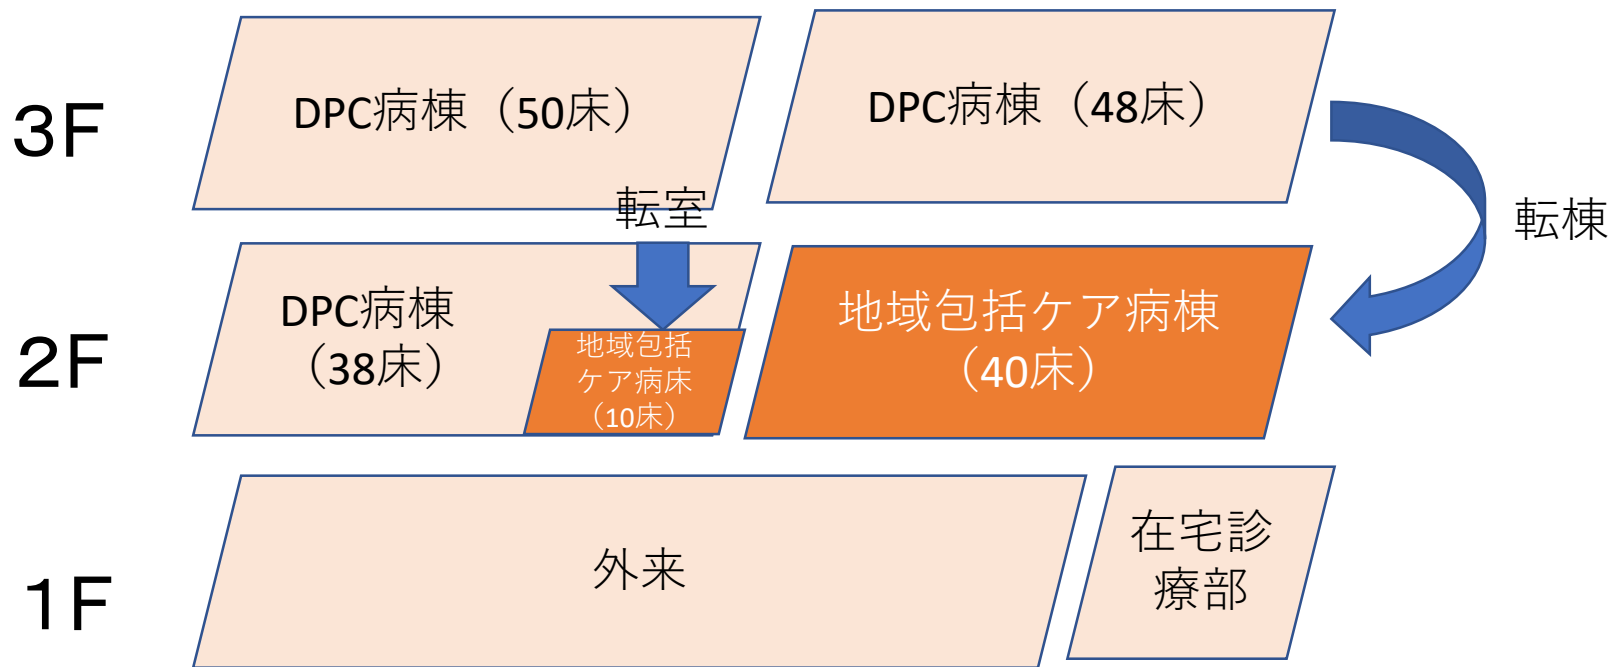 3F
DPC病棟（50床）
DPC病棟（48床）
転室
転棟
2F
DPC病棟
（38床）
地域包括
ケア病床
（10床）
地域包括ケア病棟
（40床）
1F
外来
在宅診
療部